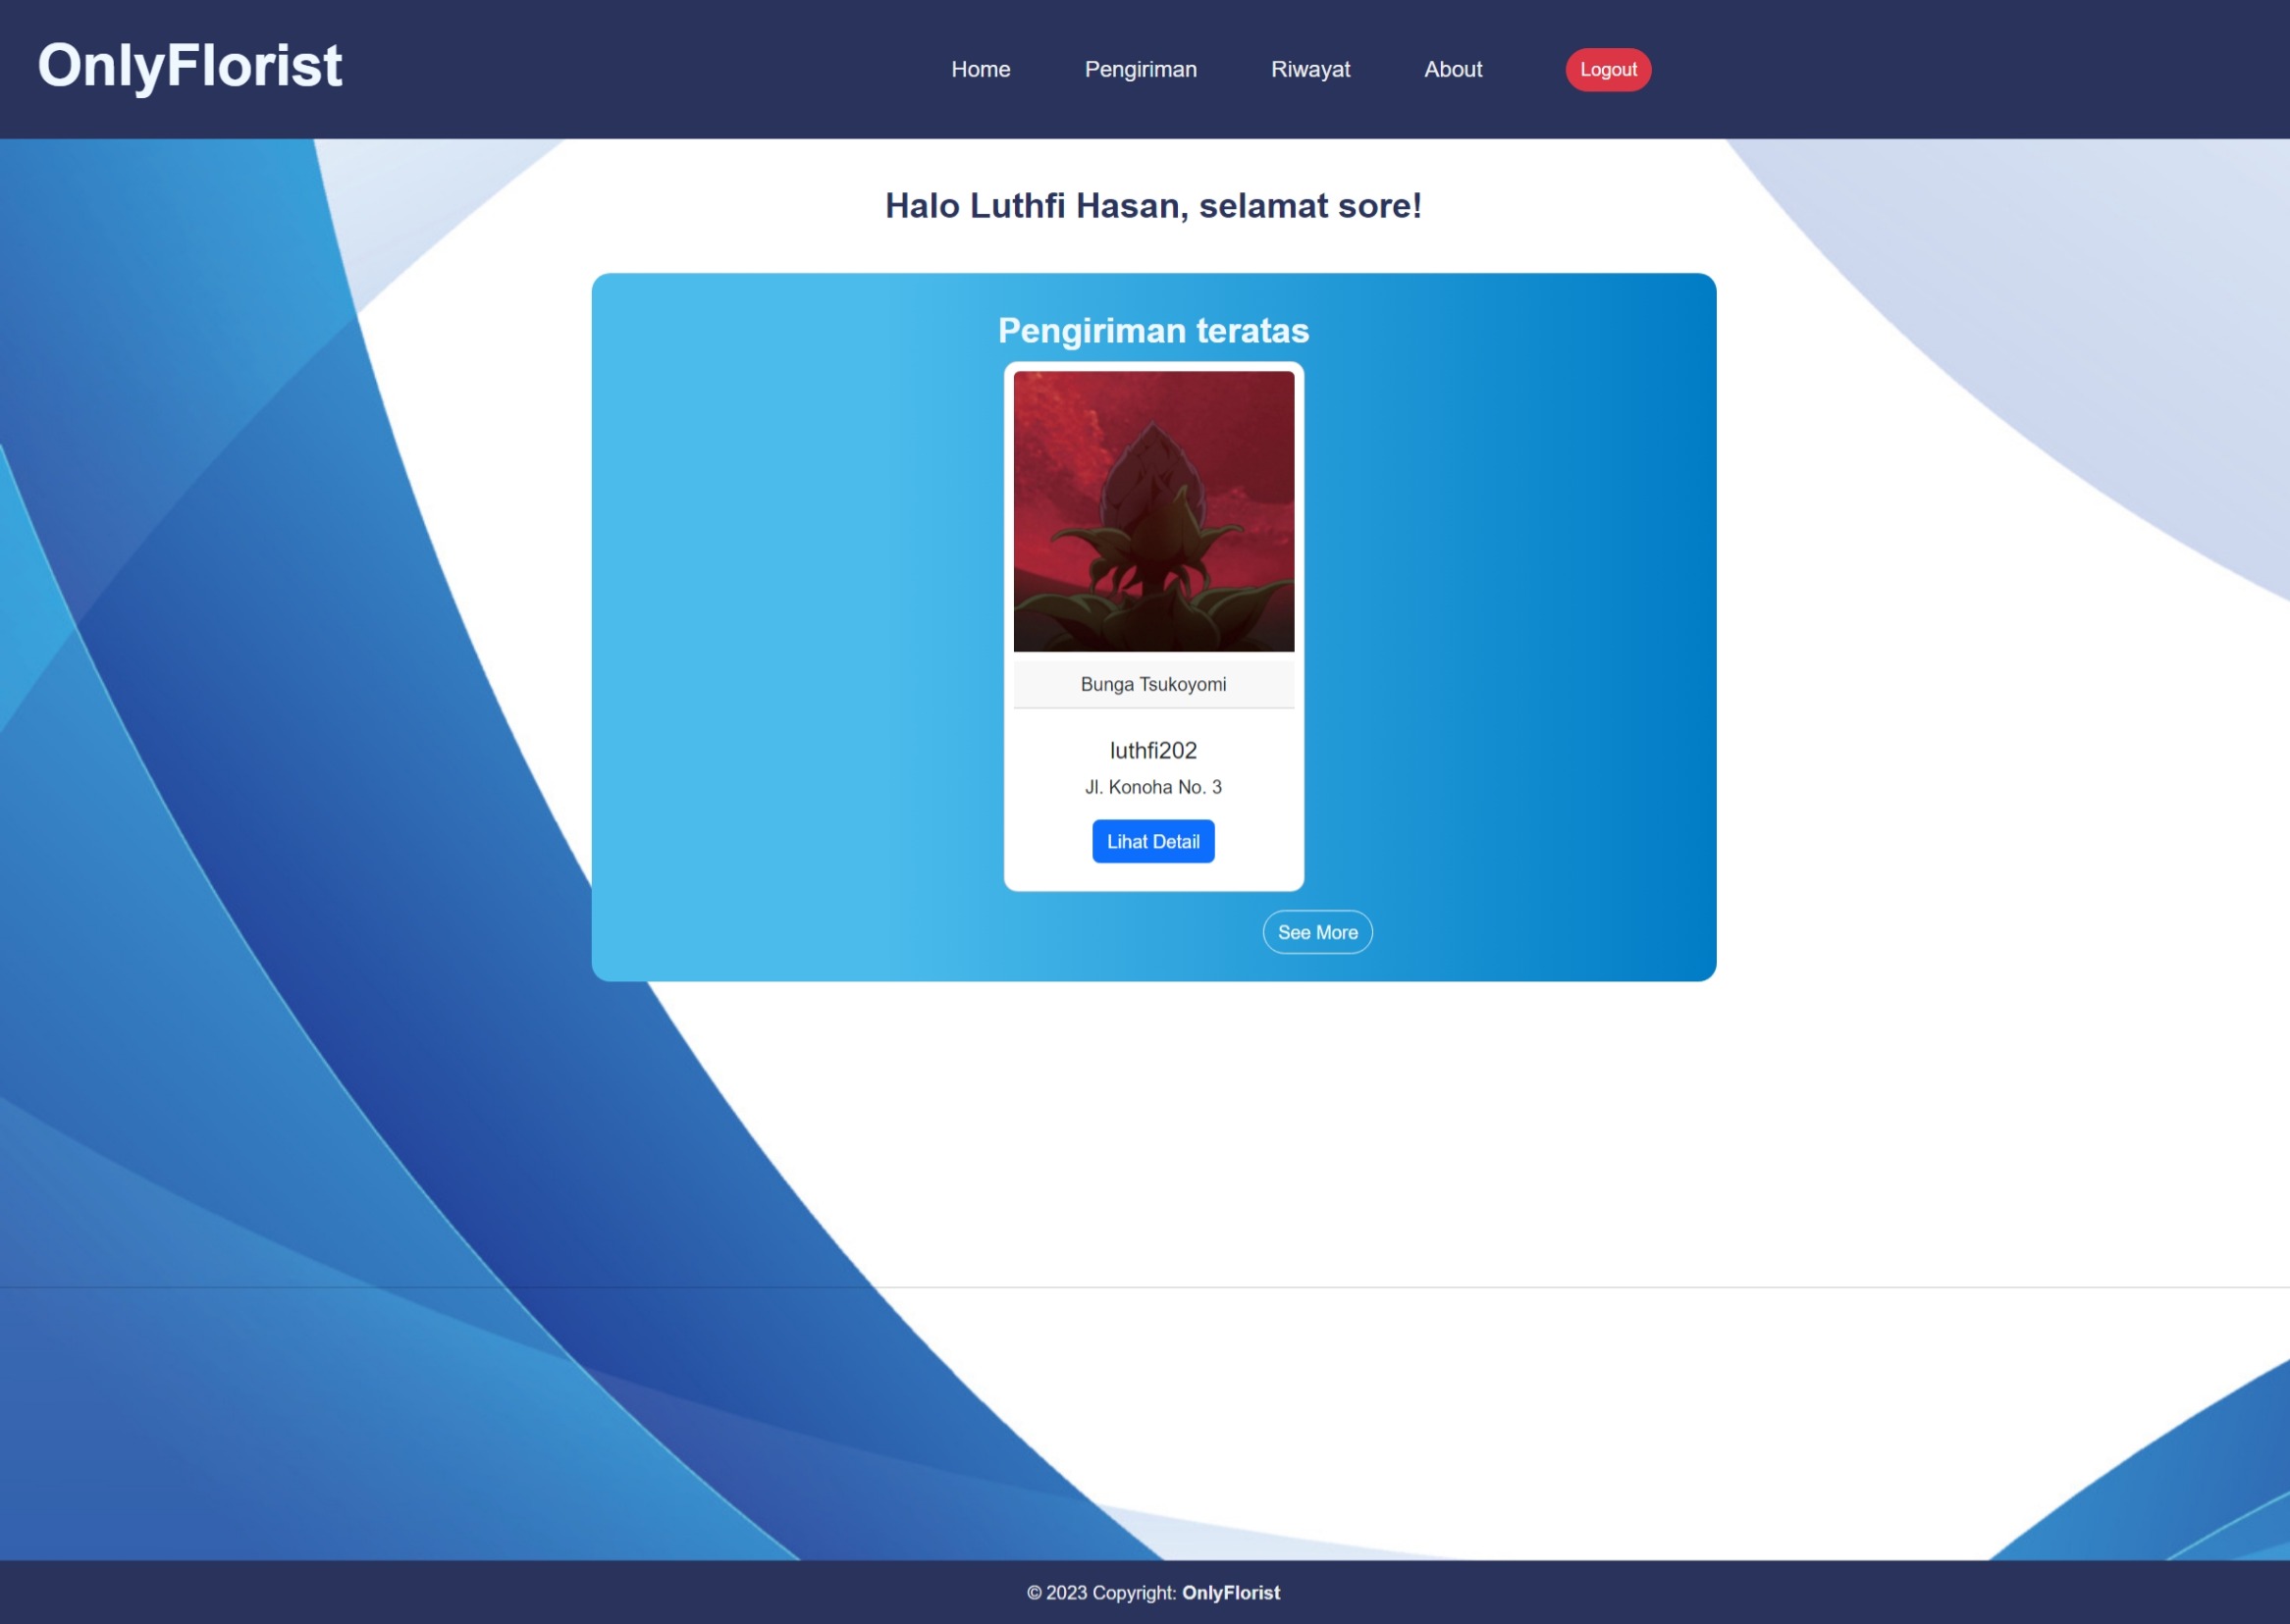 OnlyFlorist
Home Pengiriman Riwayat About Logout
Halo Luthfi Hasan, selamat sore!
Pengiriman teratas
Bunga Tsukoyomi
luthfi202
Jl. Konoha No. 3
Lihat Detail
See More
© 2023 Copyright: OnlyFlorist